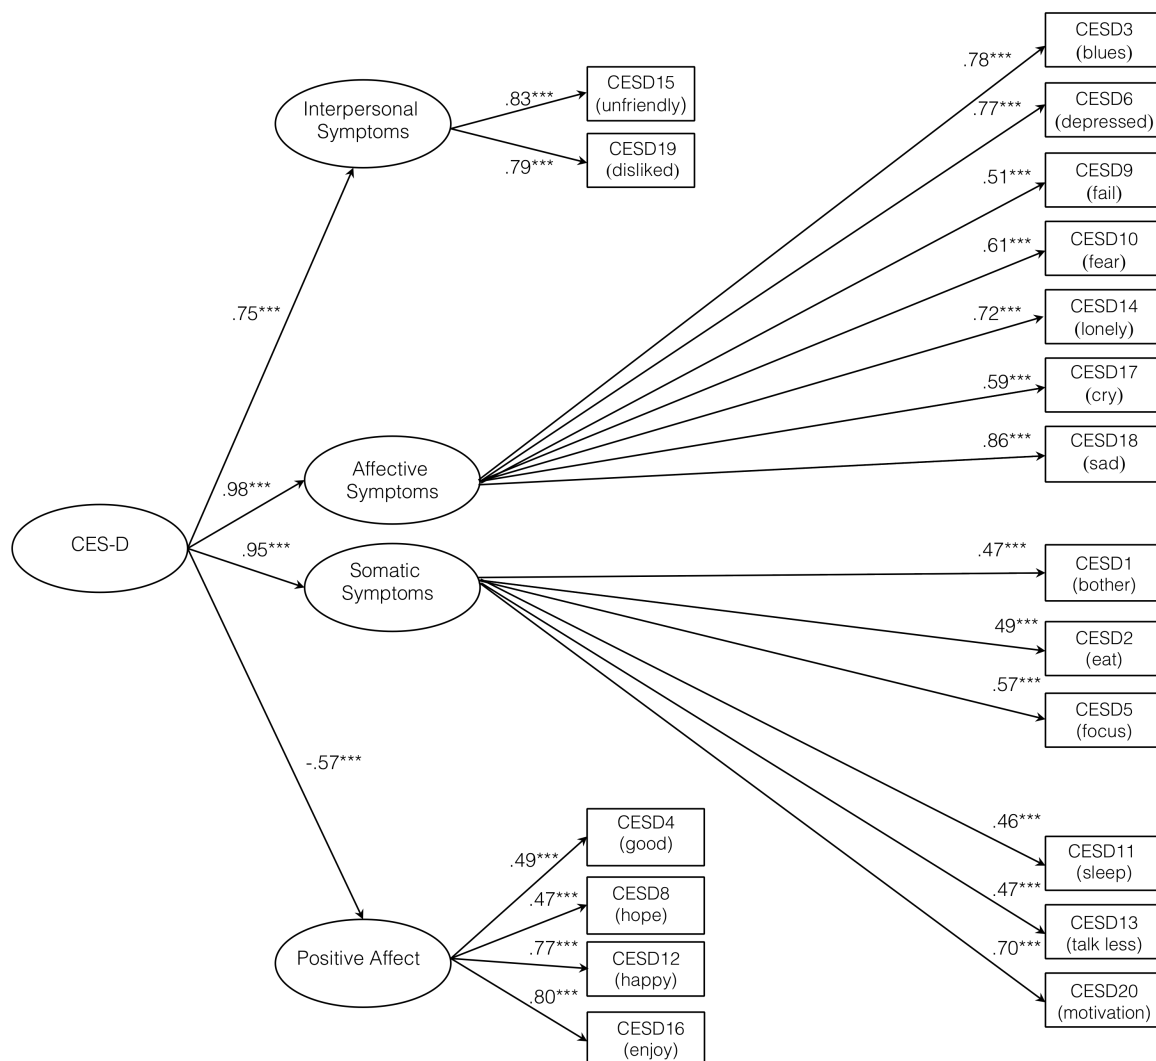 CES-D
.75***
.98***
.95***
-.57***
Interpersonal
Symptoms
.83***
.79***
CESD15
(unfriendly)
CESD19
(disliked)
Affective
Symptoms
.78***
CESD3
(blues)
.77***
CESD6
(depressed)
.51***
CESD9
(fail)
.61***
CESD10
(fear)
.72***
CESD14
(lonely)
.59***
CESD17
(cry)
.86***
CESD18
(sad)
Somatic
Symptoms
.47***
CESD1
(bother)
49***
CESD2
(eat)
.57***
CESD5
(focus)
.46***
CESD11
(sleep)
.47***
CESD13
(talk less)
.70***
CESD20
(motivation)
Positive Affect
.49***
CESD4
(good)
.47***
CESD8
(hope)
.77***
CESD12
(happy)
.80***
CESD16
(enjoy)